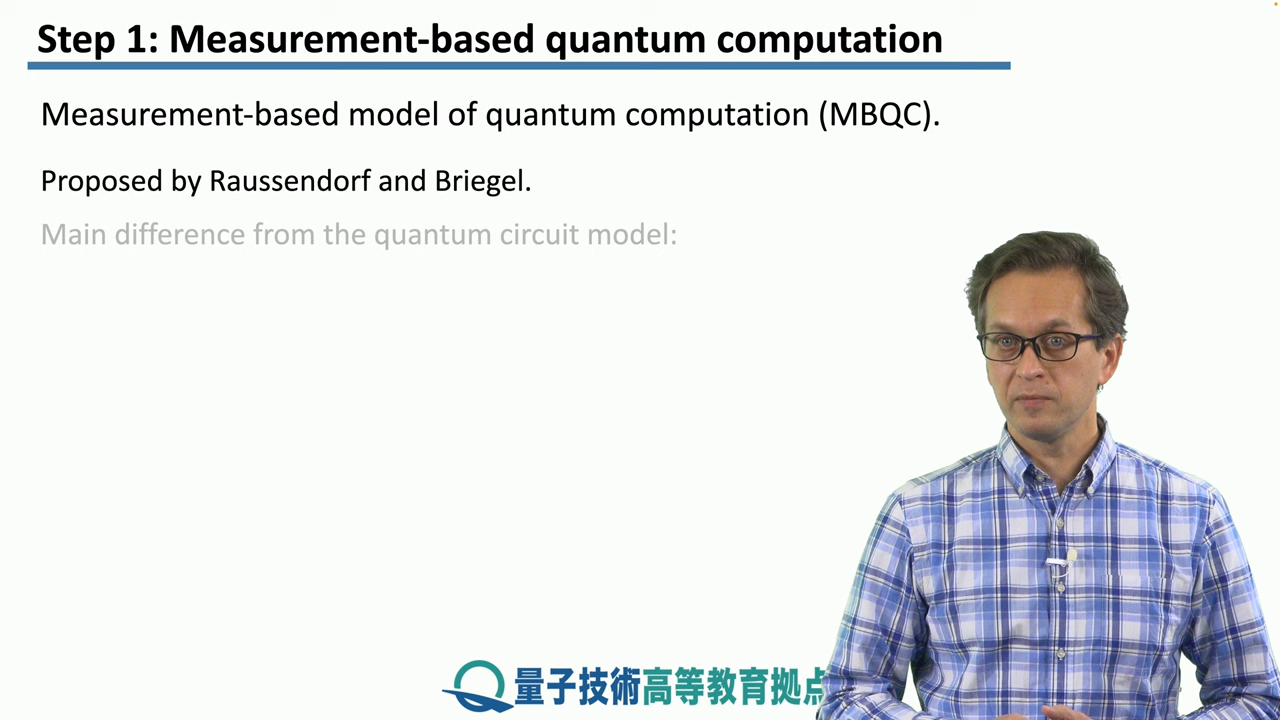 Step 1: Measurement-based quantum computation
Measurement-based model of quantum computation (MBQC).
Proposed by Raussendorf and Briegel.
Main difference from the quantum circuit model:
量子技術高等教育拠点